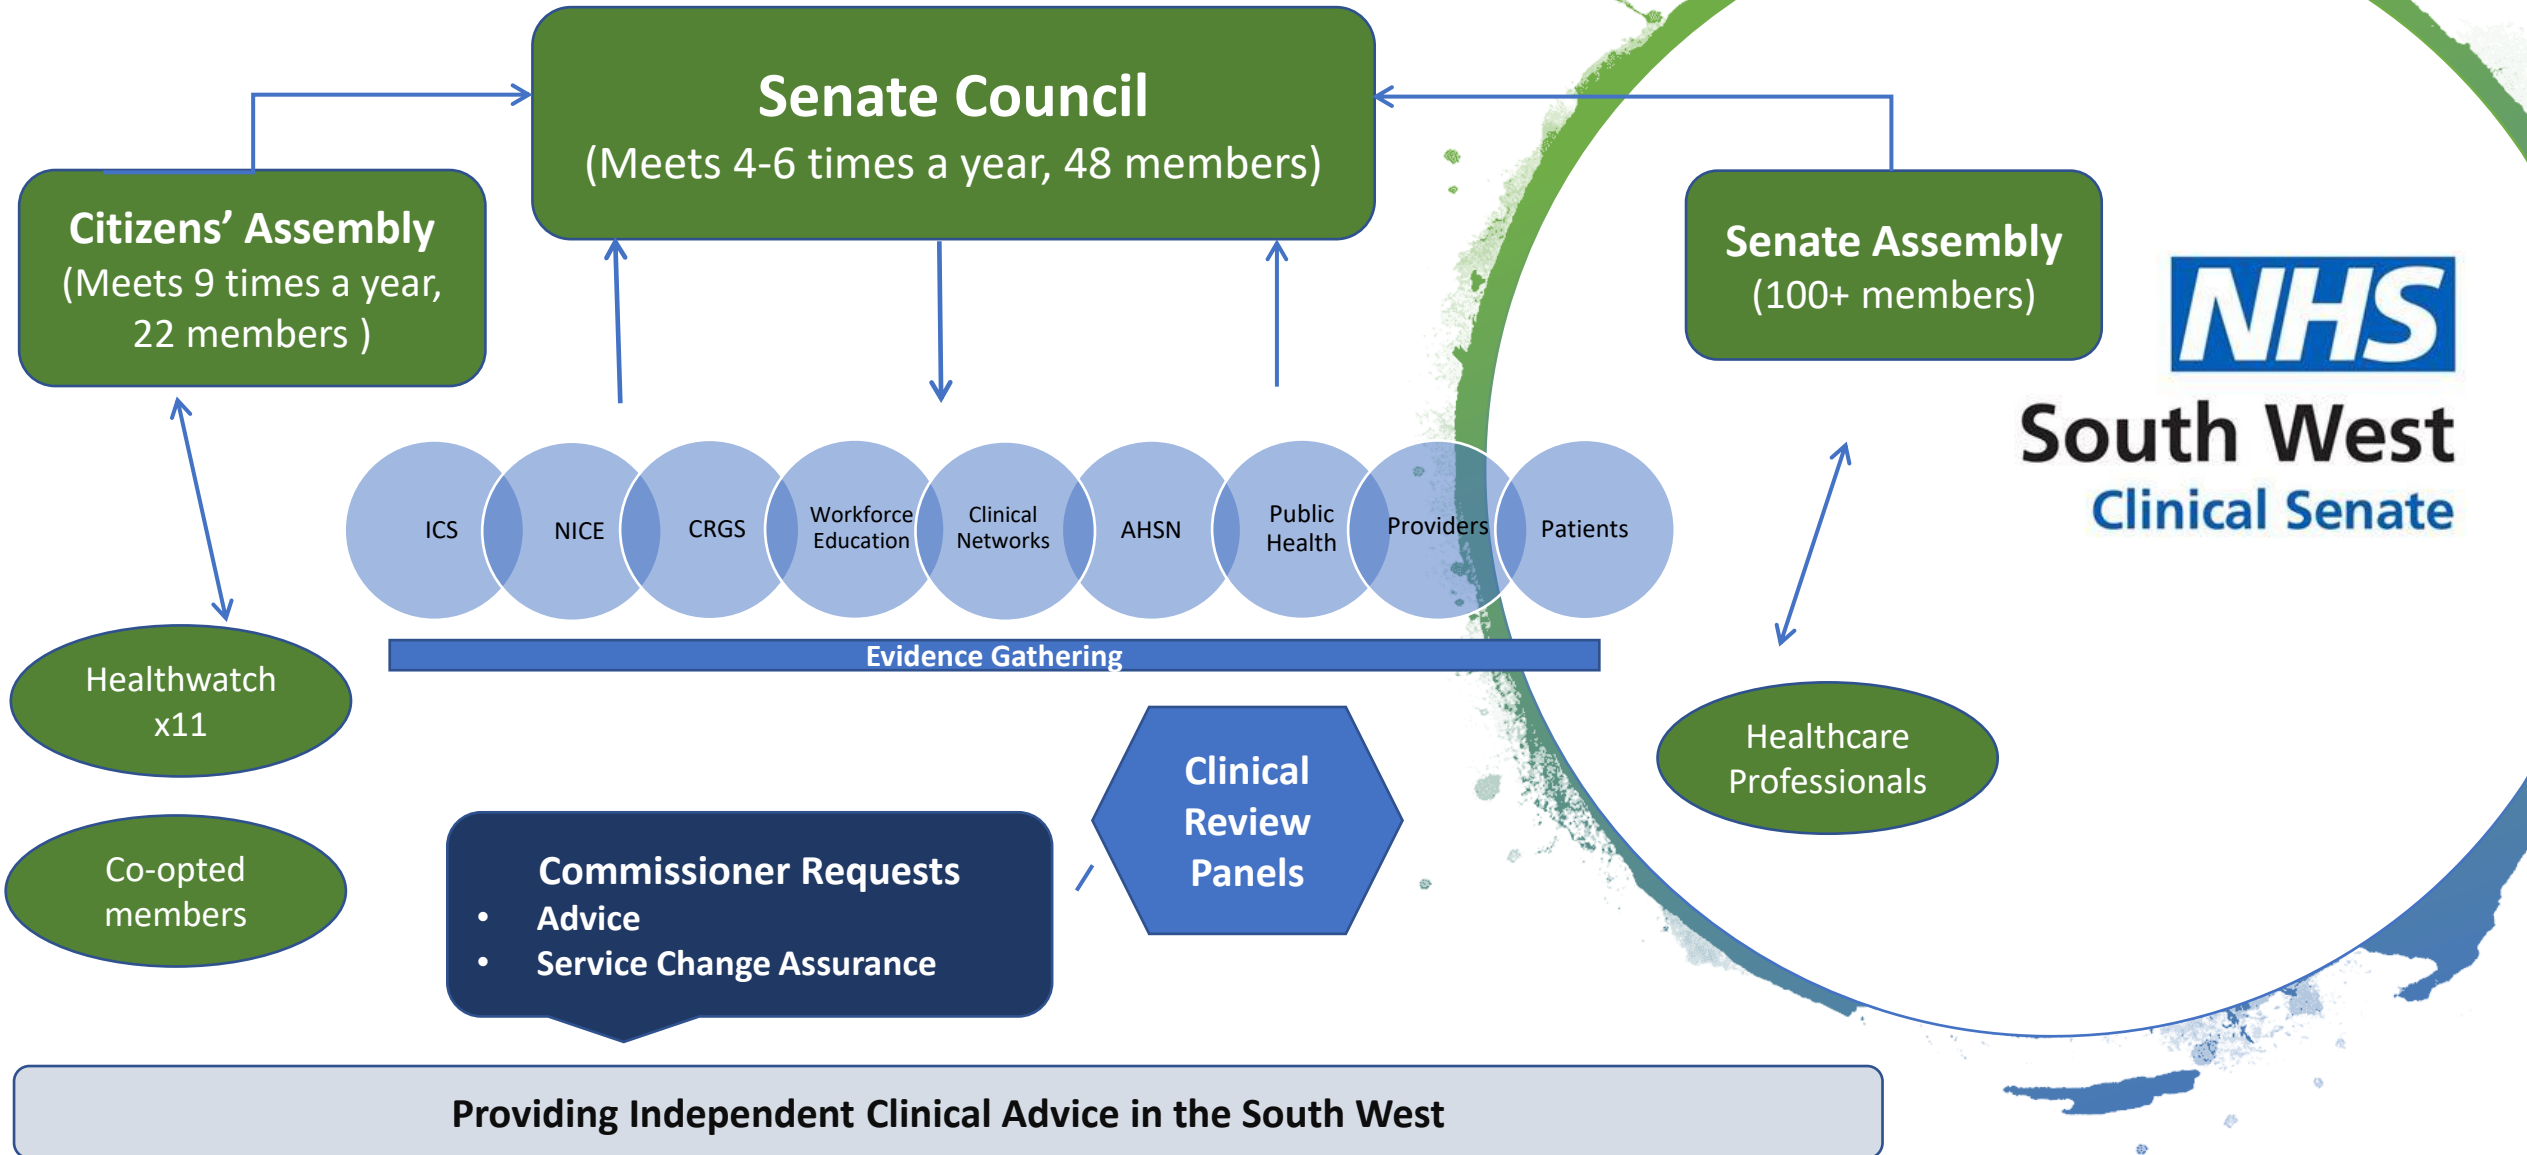 Senate Council
(Meets 4-6 times a year, 48 members)
Citizens’ Assembly
(Meets 9 times a year,
22 members )
Senate Assembly
(100+ members)
NHS
South West
Clinical Senate
ICS
NICE
CRGS
Workforce
Education
Clinical
Networks
AHSN
Public
Health
Providers
Patients
Evidence Gathering
Healthwatch
x11
Co-opted
members
Healthcare
Professionals
Clinical
Review
Panels
Commissioner Requests
• Advice
• Service Change Assurance
Providing Independent Clinical Advice in the South West